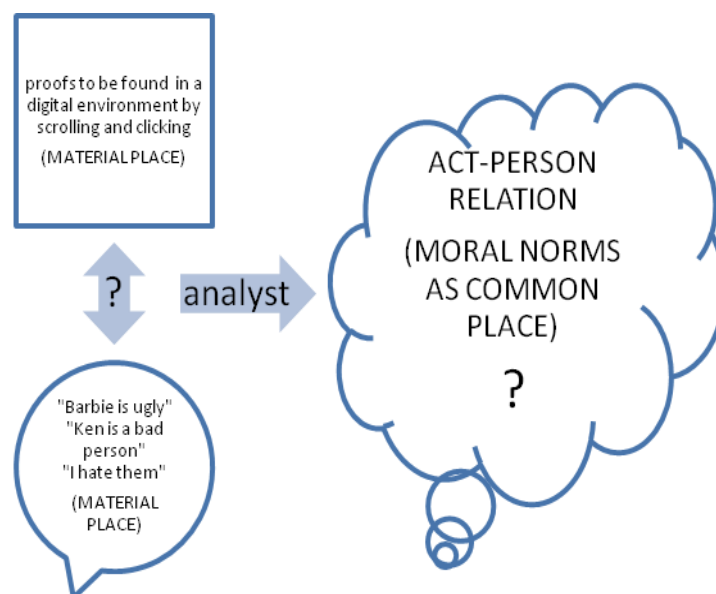 proofs to be found in a
digital environment by
scrolling and clicking
(MATERIAL PLACE)
?
analyst
"Barbie is ugly"
"Ken is a bad
person"
"I hate them"
(MATERIAL
PLACE)
ACT-PERSON
RELATION
(MORAL NORMS
AS COMMON
PLACE)
?